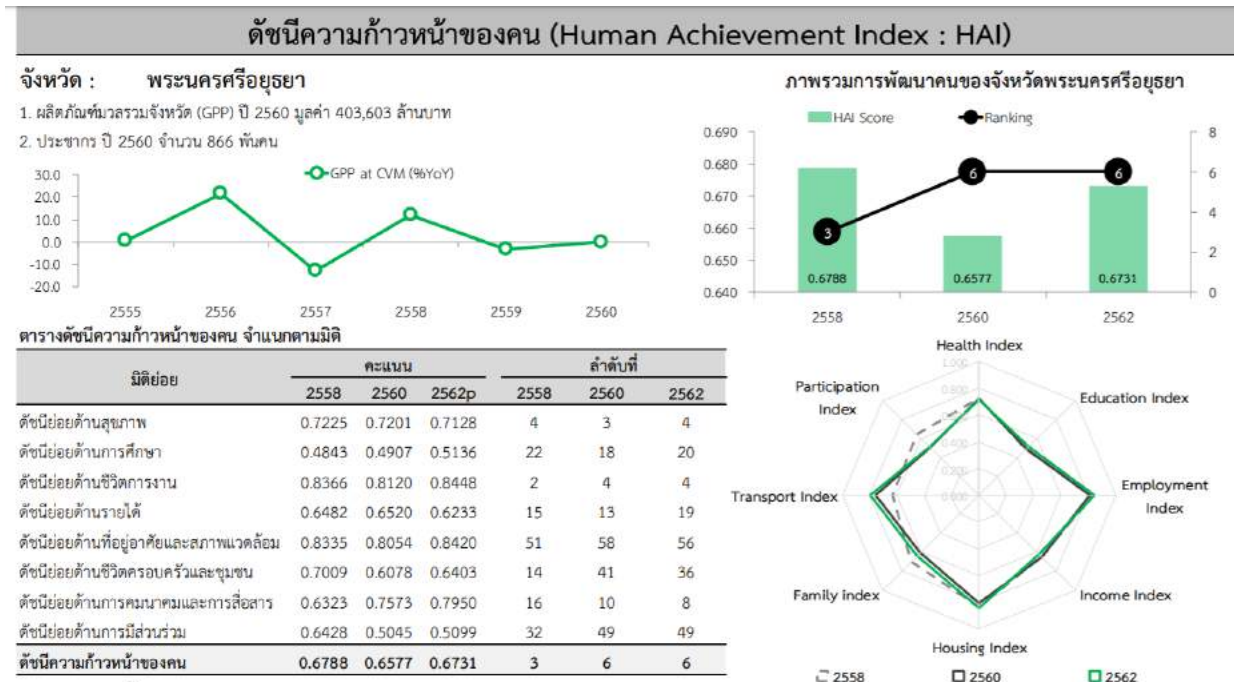 ดัชนีความก้าวหน้าของคน (Human Achievement Index : HAI)
จังหวัด : พระนครศรีอยุธยา
1. ผลิตภัณฑ์มวลรวมจังหวัด (GPP) ปี 2560 มูลค่า 403,603 ล้านบาท
2. ประชากร ปี 2560 จำนวน 866 พันคน
GPP at CVM (%YoY)
30.0
20.0
10.0
0.0
-10.0
-20.0
2555 2556 2557 2558 2559 2560
ภาพรวมการพัฒนาคนของจังหวัดพระนครศรีอยุธยา
HAI Score Ranking
0.690 8
0.680 6
0.670 4
0.660 2
0.650 0
0.640
3 6 6
0.6788 0.6577 0.6731
2558 2560 2562
ตารางดัชนีความก้าวหน้าของคน จำแนกตามมิติ
มิติย่อย คะแนน ลำดับที่
2558 2560 2562p 2558 2560 2562
ดัชนีย่อยด้านสุขภาพ 0.7225 0.7201 0.7128 4 3 4
ดัชนีย่อยด้านการศึกษา 0.4843 0.4907 0.5136 22 18 20
ดัชนีย่อยด้านชีวิตการงาน 0.8366 0.8120 0.8448 2 4 4
ดัชนีย่อยด้านรายได้ 0.6482 0.6520 0.6233 15 13 19
ดัชนีย่อยด้านที่อยู่อาศัยและสภาพแวดล้อม 0.8335 0.8054 0.8420 51 58 56
ดัชนีย่อยด้านชีวิตครอบครัวและชุมชน 0.7009 0.6078 0.6403 14 41 36
ดัชนีย่อยด้านการคมนาคมและการสื่อสาร 0.6323 0.7573 0.7950 16 10 8
ดัชนีย่อยด้านการมีส่วนร่วม 0.6428 0.5045 0.5099 32 49 49
ดัชนีความก้าวหน้าของคน 0.6788 0.6577 0.6731 3 6 6
Health Index
Education Index
Employment
Index
Income Index
Housing Index
Family index
Transport Index
Participation
Index
1.000
0.800
0.400
0.200
0.000
2558 2560 2562